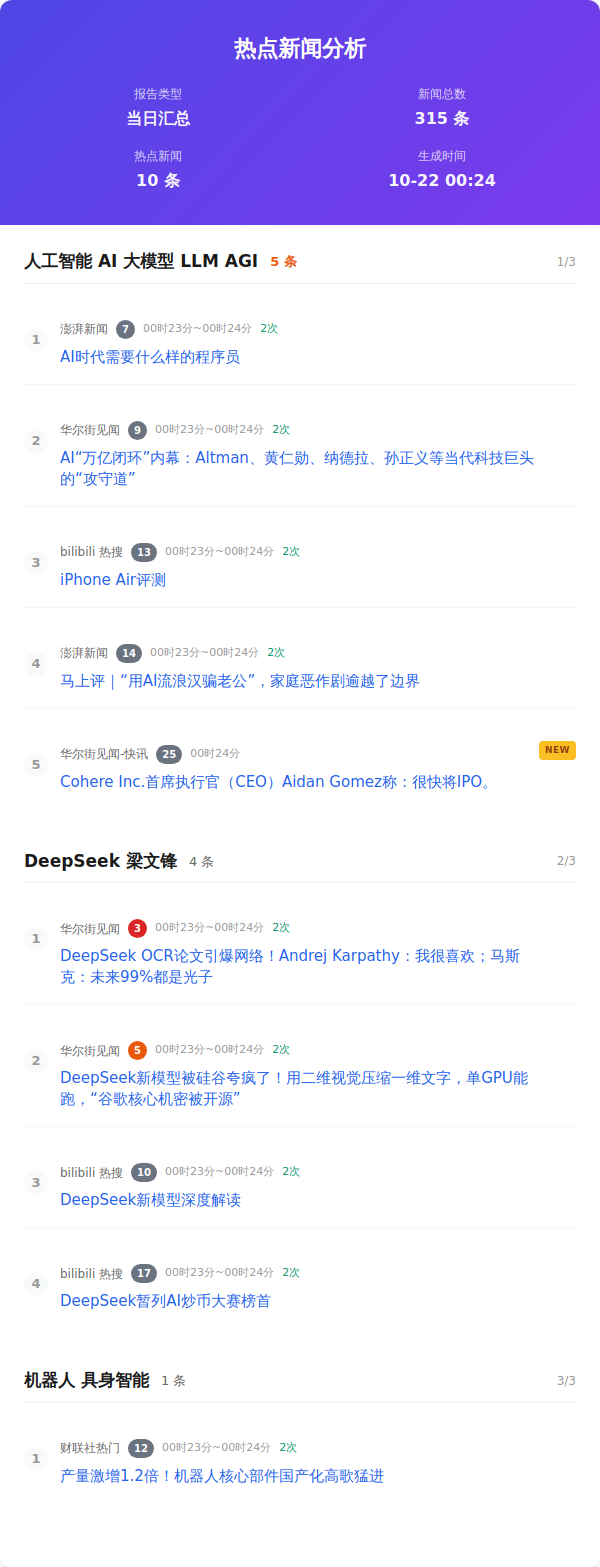 热点新闻分析
报告类型
当日汇总
新闻总数
315 条
热点新闻
10 条
生成时间
10-22 00:24
人工智能 AI 大模型 LLM AGI 5 条 1/3
1
澎湃新闻 7 00时23分~00时24分 2次
AI时代需要什么样的程序员
2
华尔街见闻 9 00时23分~00时24分 2次
AI“万亿闭环”内幕：Altman、黄仁勋、纳德拉、孙正义等当代科技巨头
的“攻守道”
3
bilibili 热搜 13 00时23分~00时24分 2次
iPhone Air评测
4
澎湃新闻 14 00时23分~00时24分 2次
马上评｜“用AI流浪汉骗老公”，家庭恶作剧逾越了边界
5
华尔街见闻-快讯 25 00时24分 NEW
Cohere Inc.首席执行官（CEO）Aidan Gomez称：很快将IPO。
DeepSeek 梁文锋 4 条 2/3
1
华尔街见闻 3 00时23分~00时24分 2次
DeepSeek OCR论文引爆网络！Andrej Karpathy：我很喜欢；马斯
克：未来99%都是光子
2
华尔街见闻 5 00时23分~00时24分 2次
DeepSeek新模型被硅谷夸疯了！用二维视觉压缩一维文字，单GPU能
跑，“谷歌核心机密被开源”
3
bilibili 热搜 10 00时23分~00时24分 2次
DeepSeek新模型深度解读
4
bilibili 热搜 17 00时23分~00时24分 2次
DeepSeek暂列AI炒币大赛榜首
机器人 具身智能 1 条 3/3
1
财联社热门 12 00时23分~00时24分 2次
产量激增1.2倍！机器人核心部件国产化高歌猛进